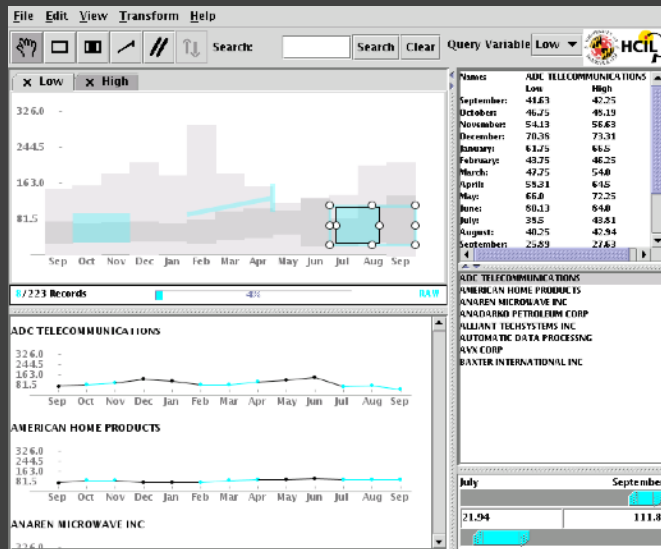 File Edit View Transform Help
Search: Search Clear Query Variable Low HCIL
x Low x High
326.0
244.5
163.0
81.5
Sep Oct Nov Dec Jan Feb Mar Apr May Jun Jul Aug Sep
8/223 Records 4% RAW
ADC TELECOMMUNICATIONS
326.0
244.5
163.0
81.5
Sep Oct Nov Dec Jan Feb Mar Apr May Jun Jul Aug Sep
AMERICAN HOME PRODUCTS
326.0
244.5
163.0
81.5
Sep Oct Nov Dec Jan Feb Mar Apr May Jun Jul Aug Sep
ANAREN MICROWAVE INC
326.0
Name: ADC TELECOMMUNICATIONS
Low High
September: 41.63 42.25
October: 46.75 48.19
November: 54.13 56.63
December: 70.38 73.31
January: 61.75 66.5
February: 43.75 46.25
March: 47.75 54.0
April: 58.31 64.5
May: 66.0 72.25
June: 80.13 84.0
July: 39.5 43.81
August: 40.25 42.94
September: 25.89 27.63
ADC TELECOMMUNICATIONS
AMERICAN HOME PRODUCTS
ANAREN MICROWAVE INC
ANADARKO PETROLEUM CORP
ALLIANT TECHSYSTEMS INC
AUTOMATIC DATA PROCESSING
AVX CORP
BAXTER INTERNATIONAL INC
July September
21.94 111.8